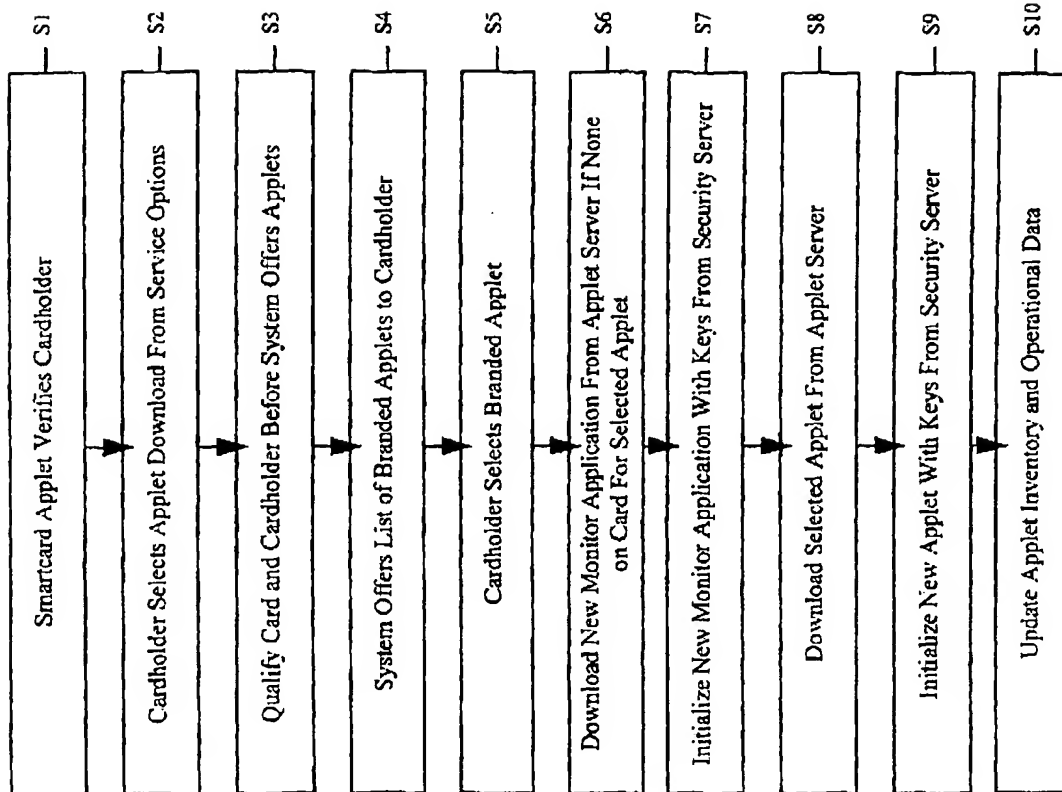 Smartcard Applet Verifies Cardholder
S1
Cardholder Selects Applet Download From Service Options
S2
Qualify Card and Cardholder Before System Offers Applets
S3
System Offers List of Branded Applets to Cardholder
S4
Cardholder Selects Branded Applet
S5
Download New Monitor Application From Applet Server If None
on Card For Selected Applet
S6
Initialize New Monitor Application With Keys From Security Server
S7
Download Selected Applet From Applet Server
S8
Initialize New Applet With Keys From Security Server
S9
Update Applet Inventory and Operational Data
S10